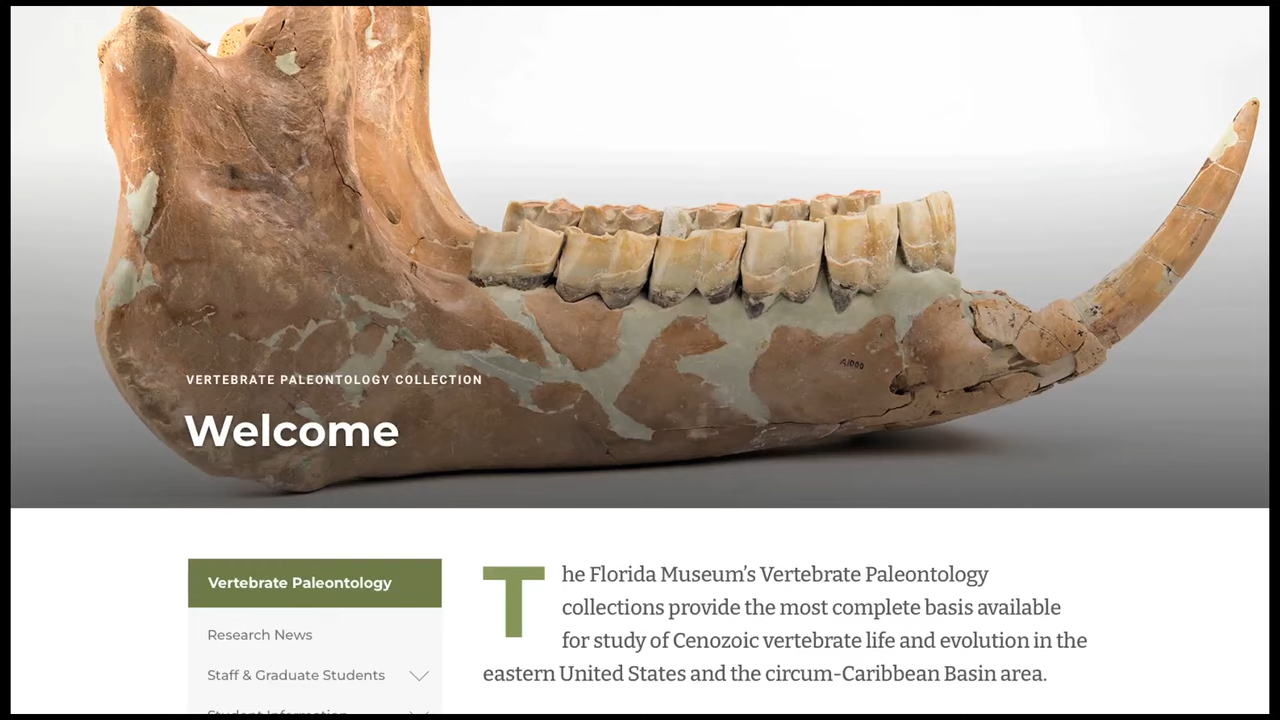 A1000
VERTEBRATE PALEONTOLOGY COLLECTION
Welcome
Vertebrate Paleontology
Research News
Staff & Graduate Students
Student Information
The Florida Museum’s Vertebrate Paleontology
collections provide the most complete basis available
for study of Cenozoic vertebrate life and evolution in the
eastern United States and the circum-Caribbean Basin area.